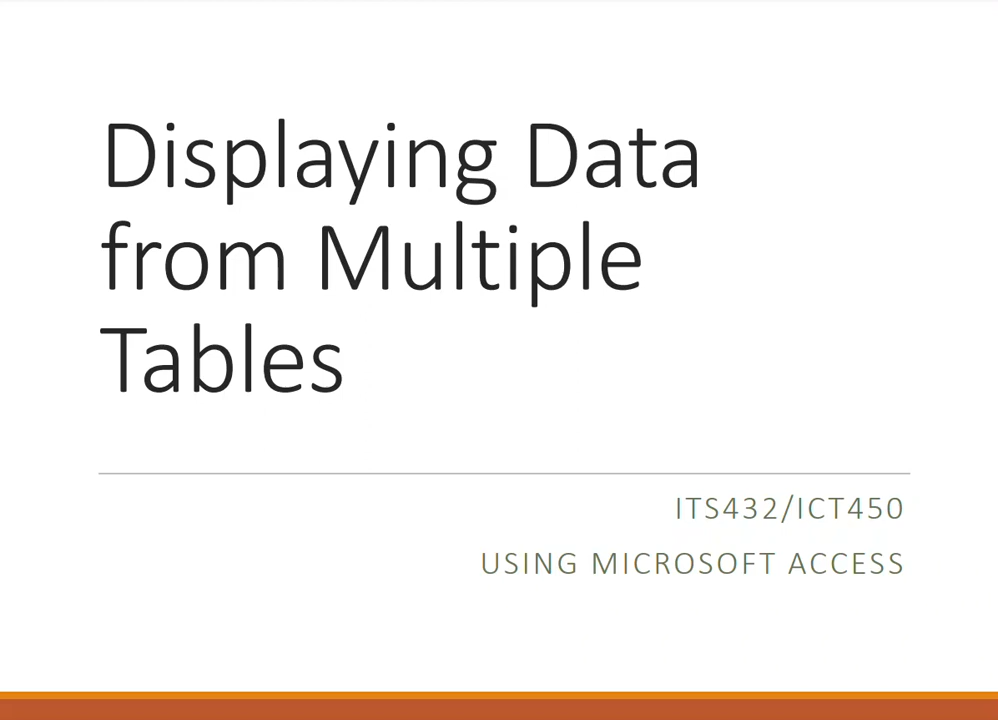 Displaying Data
from Multiple
Tables
ITS432/ICT450
USING MICROSOFT ACCESS